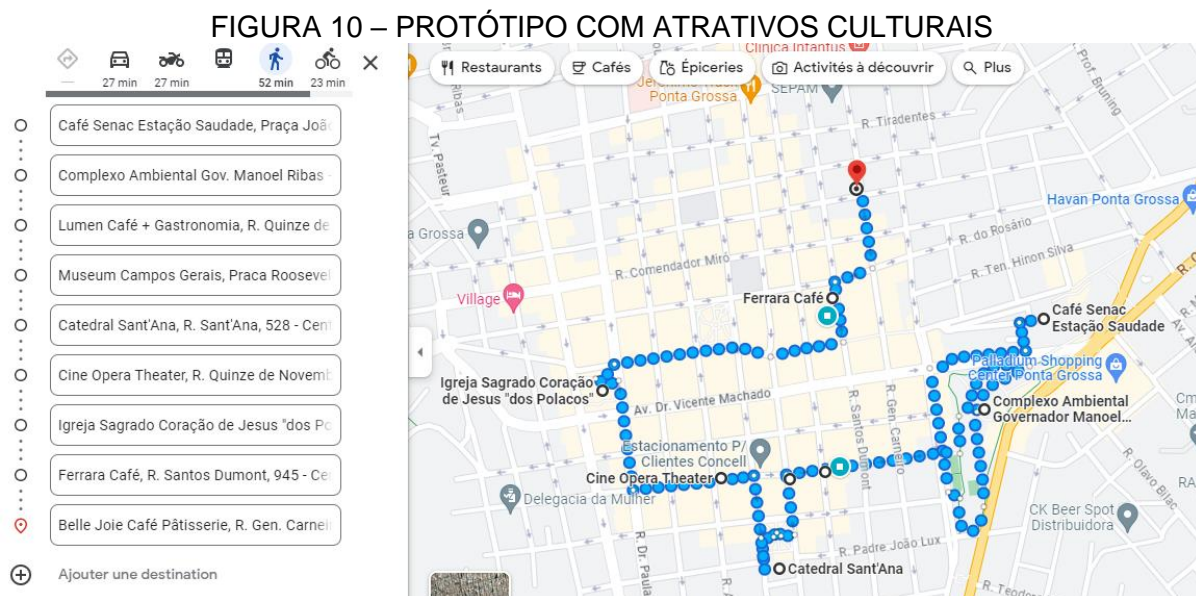 FIGURA 10 – PROTÓTIPO COM ATRATIVOS CULTURAIS
27 min
27 min
52 min
23 min
Café Senac Estação Saudade, Praça Joã
Complexo Ambiental Gov. Manoel Ribas -
Lumen Café + Gastronomia, R. Quinze de
Museum Campos Gerais, Praca Roosevel
Catedral Sant'Ana, R. Sant'Ana, 528 - Cent
Cine Opera Theater, R. Quinze de Novemb
Igreja Sagrado Coração de Jesus "dos Po
Ferrara Café, R. Santos Dumont, 945 - Ce
Belle Joie Café Pâtisserie, R. Gen. Carnei
Ajouter une destination
Restaurants
Cafés
Épiceries
Activités à découvrir
Plus
Clínica Infantus
Ponta Grossa
SEPAM
R. Tiradentes
R. Prof. Bruning
Ribas
Tv. Pasteur
Havan Ponta Grossa
a Grossa
R. do Rosário
R. Ten. Hinon Silva
R. Comendador Miró
Village
Ferrara Café
Café Senac
Estação Saudade
Palladium Shopping
Center Ponta Grossa
Igreja Sagrado Coração
de Jesus "dos Polacos"
Av. Dr. Vicente Machado
Complexo Ambiental
Governador Manoel...
R. Santos Dumont
R. Gen. Carneiro
Estacionamento P/
Clientes Concell
Cine Opera Theater
Delegacia da Mulher
R. Olavo Bilac
CK Beer Spot
Distribuidora
R. Padre João Lux
R. Dr. Paula
Catedral Sant'Ana
R. Teodo